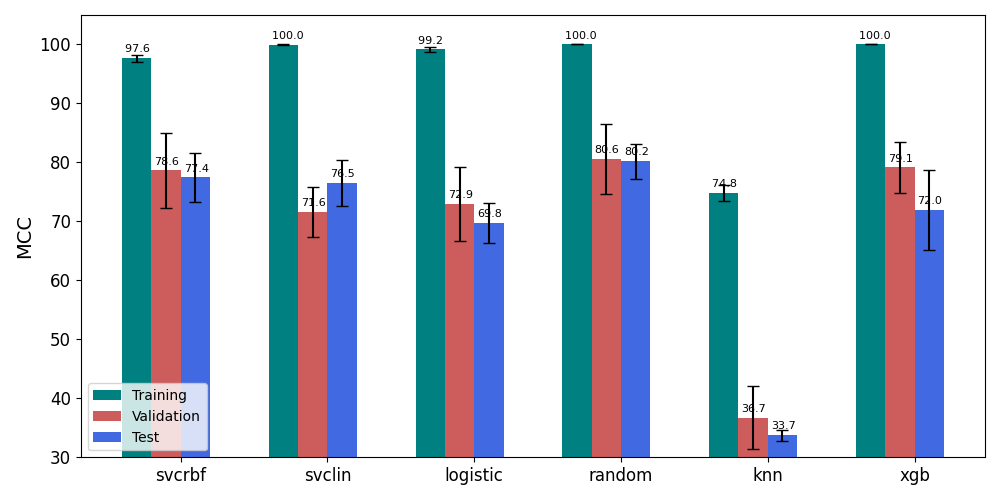 MCC
100
90
80
70
60
50
40
30
97.6
78.6
77.4
100.0
71.6
76.5
99.2
72.9
69.8
100.0
80.6
80.2
74.8
36.7
33.7
100.0
79.1
72.0
Training
Validation
Test
svcrbf
svclin
logistic
random
knn
xgb